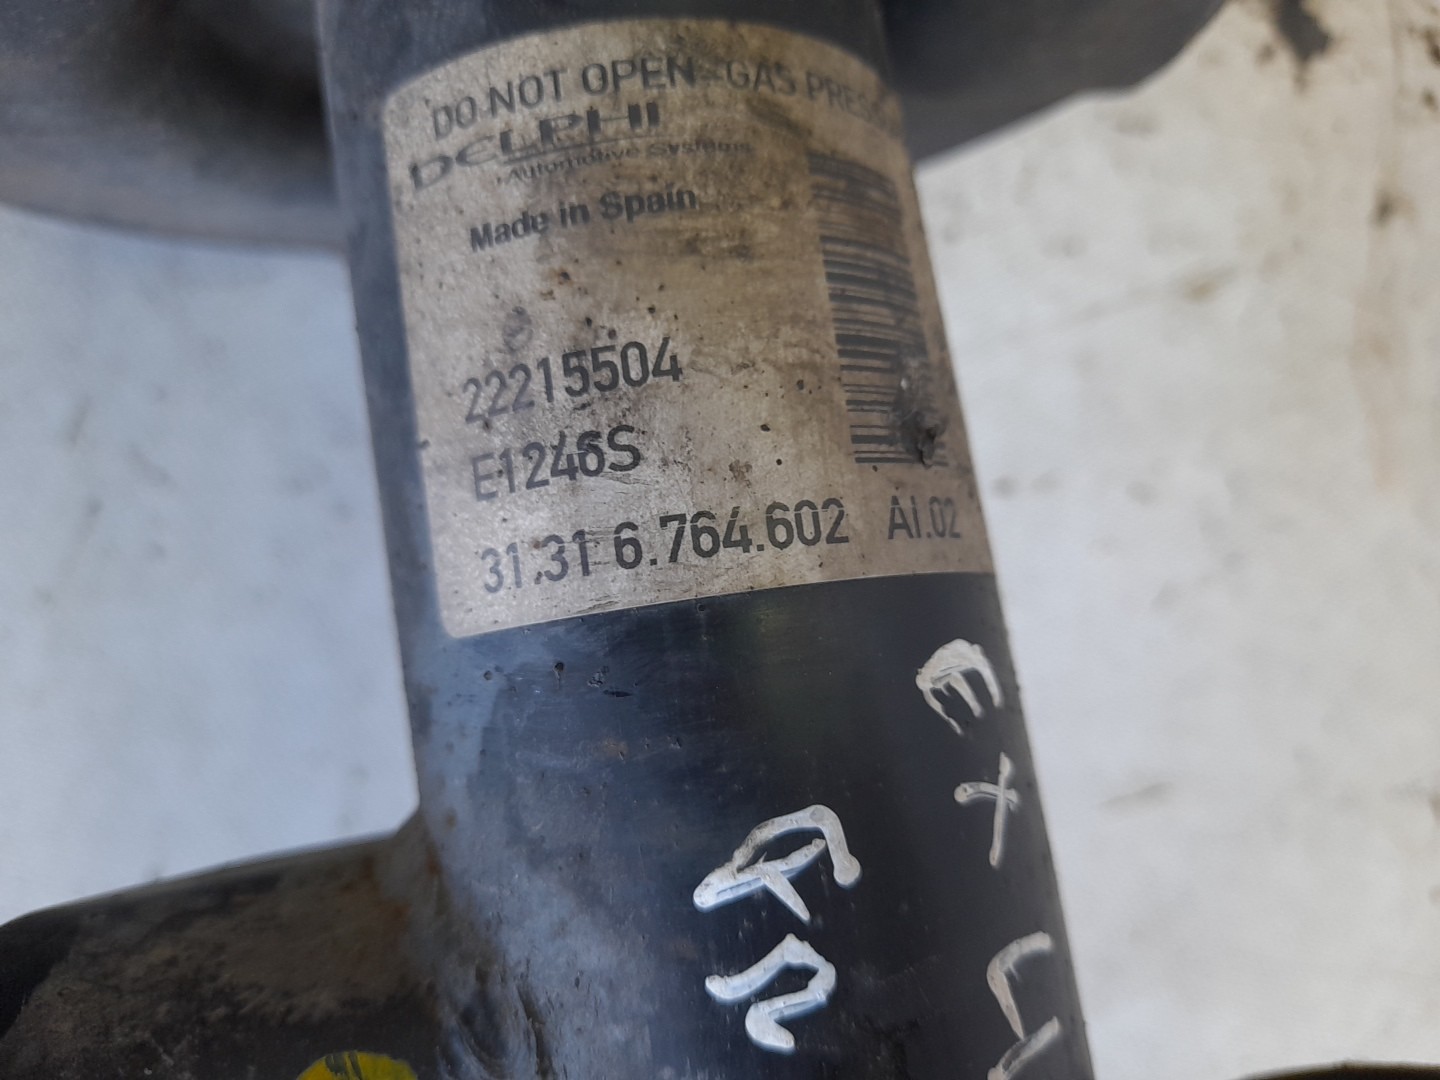 DO NOT OPEN-GAS
DELPHI
Automotive Systems
Made in Spain
22215504
E1246S
31.31 6.764.602 AI.02
EX